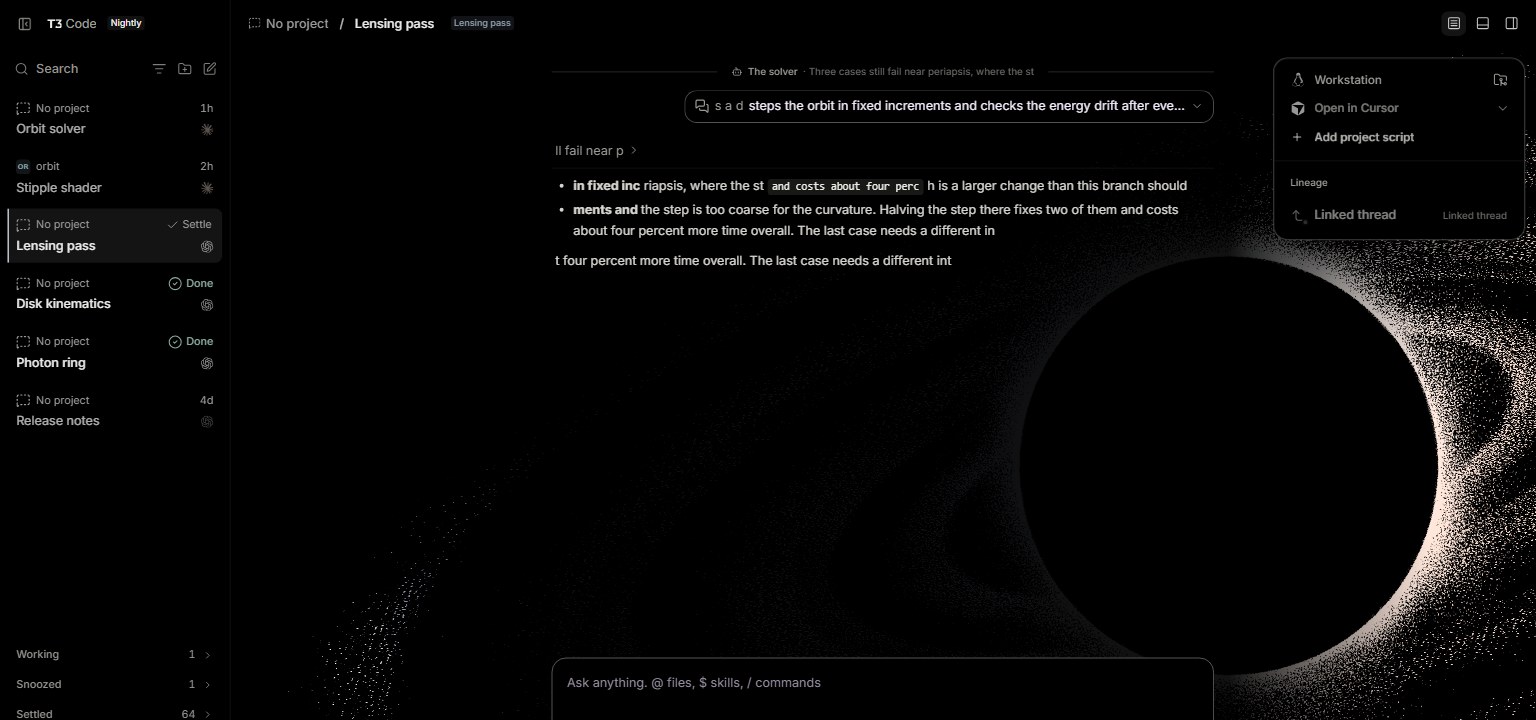 T3 Code Nightly
Search
No project 1h
Orbit solver
OR orbit 2h
Stipple shader
No project Settle
Lensing pass
No project Done
Disk kinematics
No project Done
Photon ring
No project 4d
Release notes
Working 1
Snoozed 1
Settled 64
No project / Lensing pass Lensing pass
The solver · Three cases still fail near periapsis, where the st
s a d steps the orbit in fixed increments and checks the energy drift after eve...
ll fail near p
• in fixed inc riapsis, where the st and costs about four perc h is a larger change than this branch should
• ments and the step is too coarse for the curvature. Halving the step there fixes two of them and costs
about four percent more time overall. The last case needs a different in
t four percent more time overall. The last case needs a different int
Ask anything. @ files, $ skills, / commands
Workstation
Open in Cursor
+ Add project script
Lineage
Linked thread Linked thread